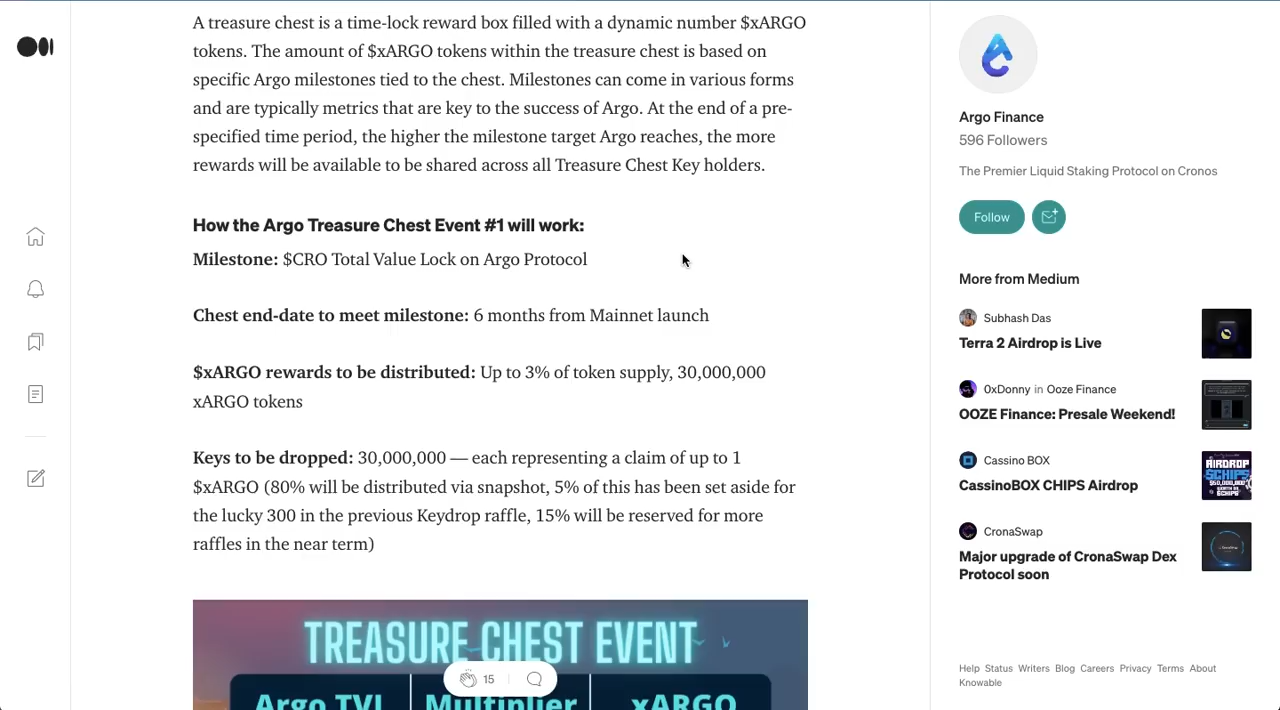 A treasure chest is a time-lock reward box filled with a dynamic number $xARGO
tokens. The amount of $xARGO tokens within the treasure chest is based on
specific Argo milestones tied to the chest. Milestones can come in various forms
and are typically metrics that are key to the success of Argo. At the end of a pre-
specified time period, the higher the milestone target Argo reaches, the more
rewards will be available to be shared across all Treasure Chest Key holders.
How the Argo Treasure Chest Event #1 will work:
Milestone: $CRO Total Value Lock on Argo Protocol
Chest end-date to meet milestone: 6 months from Mainnet launch
$xARGO rewards to be distributed: Up to 3% of token supply, 30,000,000
xARGO tokens
Keys to be dropped: 30,000,000 — each representing a claim of up to 1
$xARGO (80% will be distributed via snapshot, 5% of this has been set aside for
the lucky 300 in the previous Keydrop raffle, 15% will be reserved for more
raffles in the near term)
TREASURE CHEST EVENT
Argo TVL Multiplier xARGO
15
Argo Finance
596 Followers
The Premier Liquid Staking Protocol on Cronos
Follow
More from Medium
Subhash Das
Terra 2 Airdrop is Live
0xDonny in Ooze Finance
OOZE Finance: Presale Weekend!
Cassino BOX
CassinoBOX CHIPS Airdrop
AIRDROP
$CHIPS
CronaSwap
Major upgrade of CronaSwap Dex
Protocol soon
Help Status Writers Blog Careers Privacy Terms About
Knowable